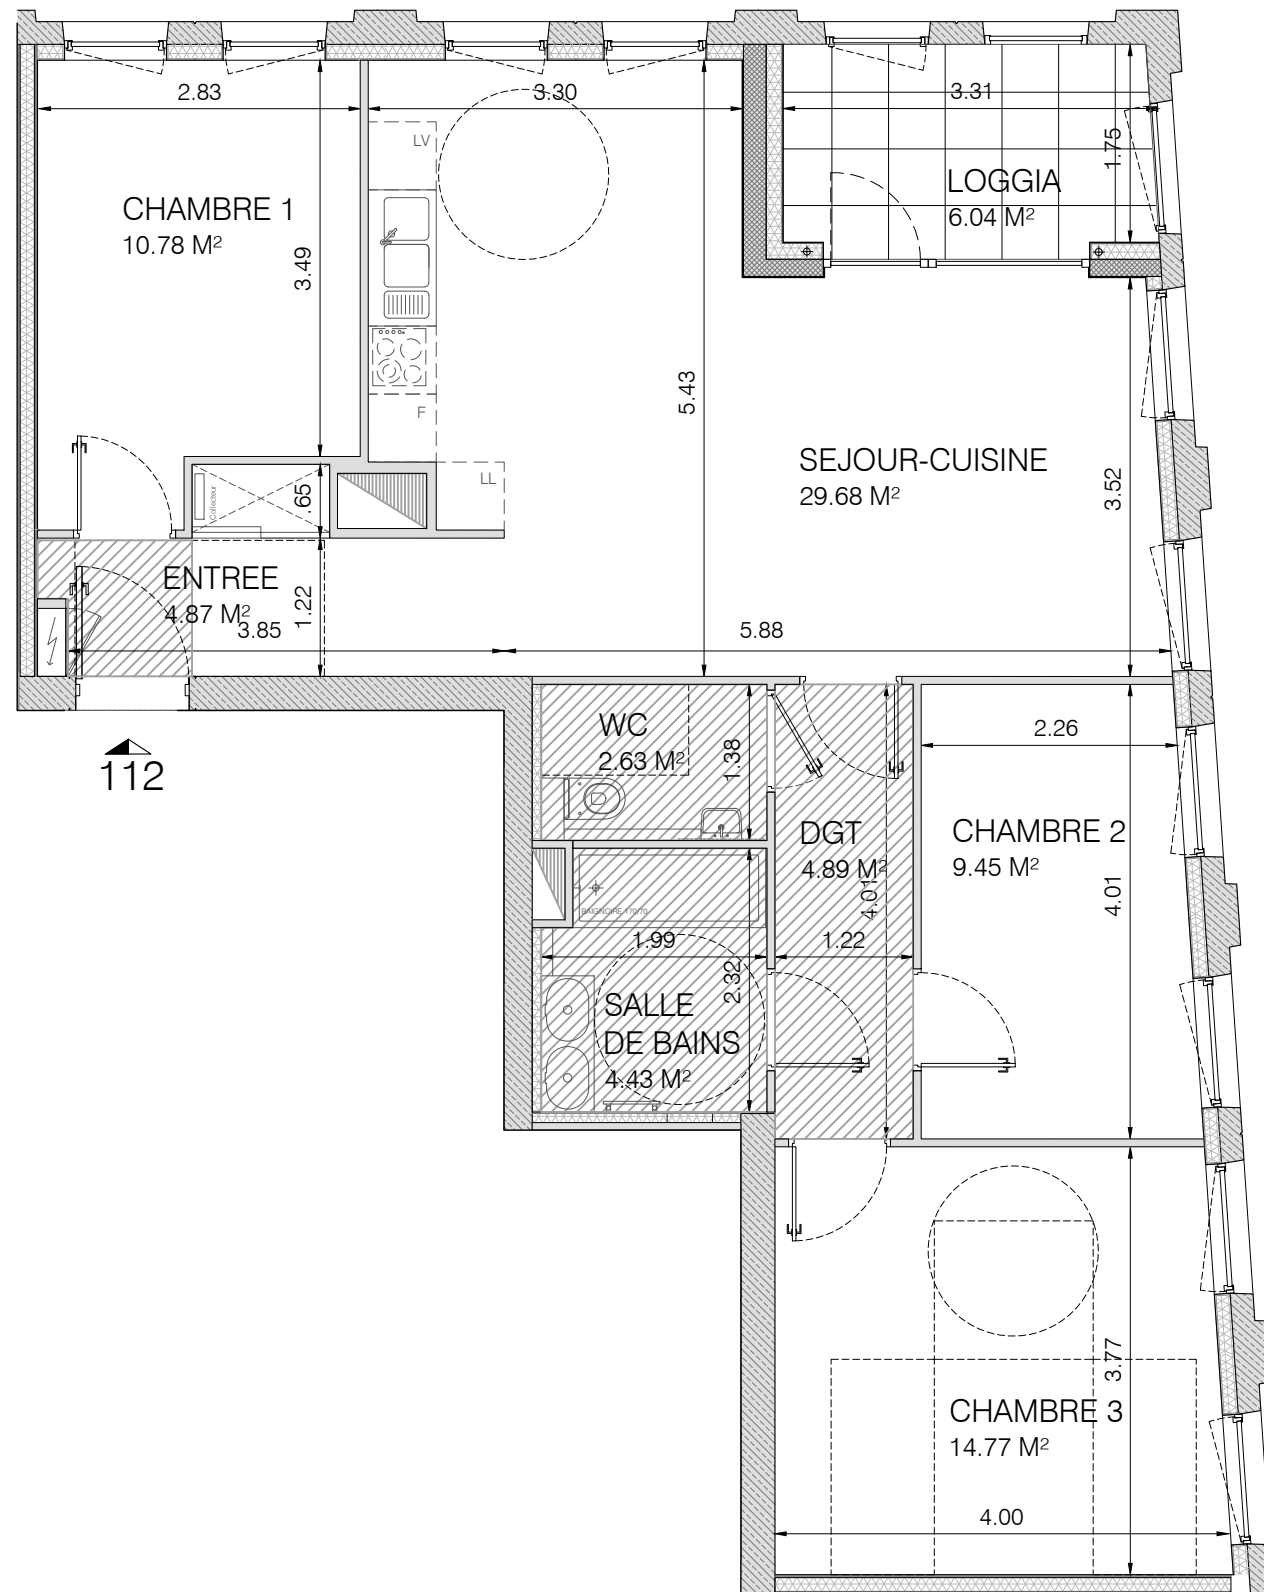 2.83
3.30
3.31
LV
1.75
LOGGIA
6.04 M²
CHAMBRE 1
10.78 M²
3.49
5.43
F
SEJOUR-CUISINE
29.68 M²
3.52
LL
Collecteur
.65
ENTREE
4.87 M²
1.22
3.85
5.88
112
WC
2.63 M²
1.38
2.26
DGT
4.89 M²
4.01
CHAMBRE 2
9.45 M²
4.01
BAIGNOIRE 170/70
1.99
1.22
2.32
SALLE
DE BAINS
4.43 M²
3.77
CHAMBRE 3
14.77 M²
4.00